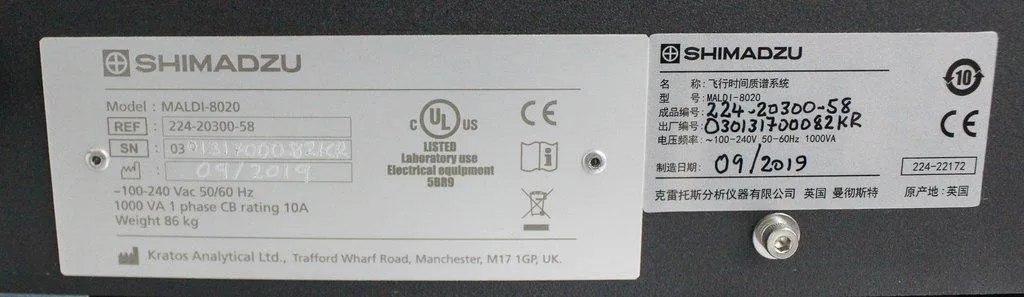 SHIMADZU
Model : MALDI-8020
REF : 224-20300-58
SN : 030131700082KR
: 09/2019
~100-240 Vac 50/60 Hz
1000 VA 1 phase CB rating 10A
Weight 86 kg
C UL US
LISTED
Laboratory use
Electrical equipment
58R9
CE
i
Kratos Analytical Ltd., Trafford Wharf Road, Manchester, M17 1GP, UK.
SHIMADZU
名 称: 飞行时间质谱系统
型 号: MALDI-8020
成品编号: 224-20300-58
出厂编号: 030131700082KR
电压频率: ~100-240V 50-60Hz 1000VA
制造日期: 09/2019
10
CE
224-22172
克雷托斯分析仪器有限公司 英国 曼彻斯特 原产地: 英国